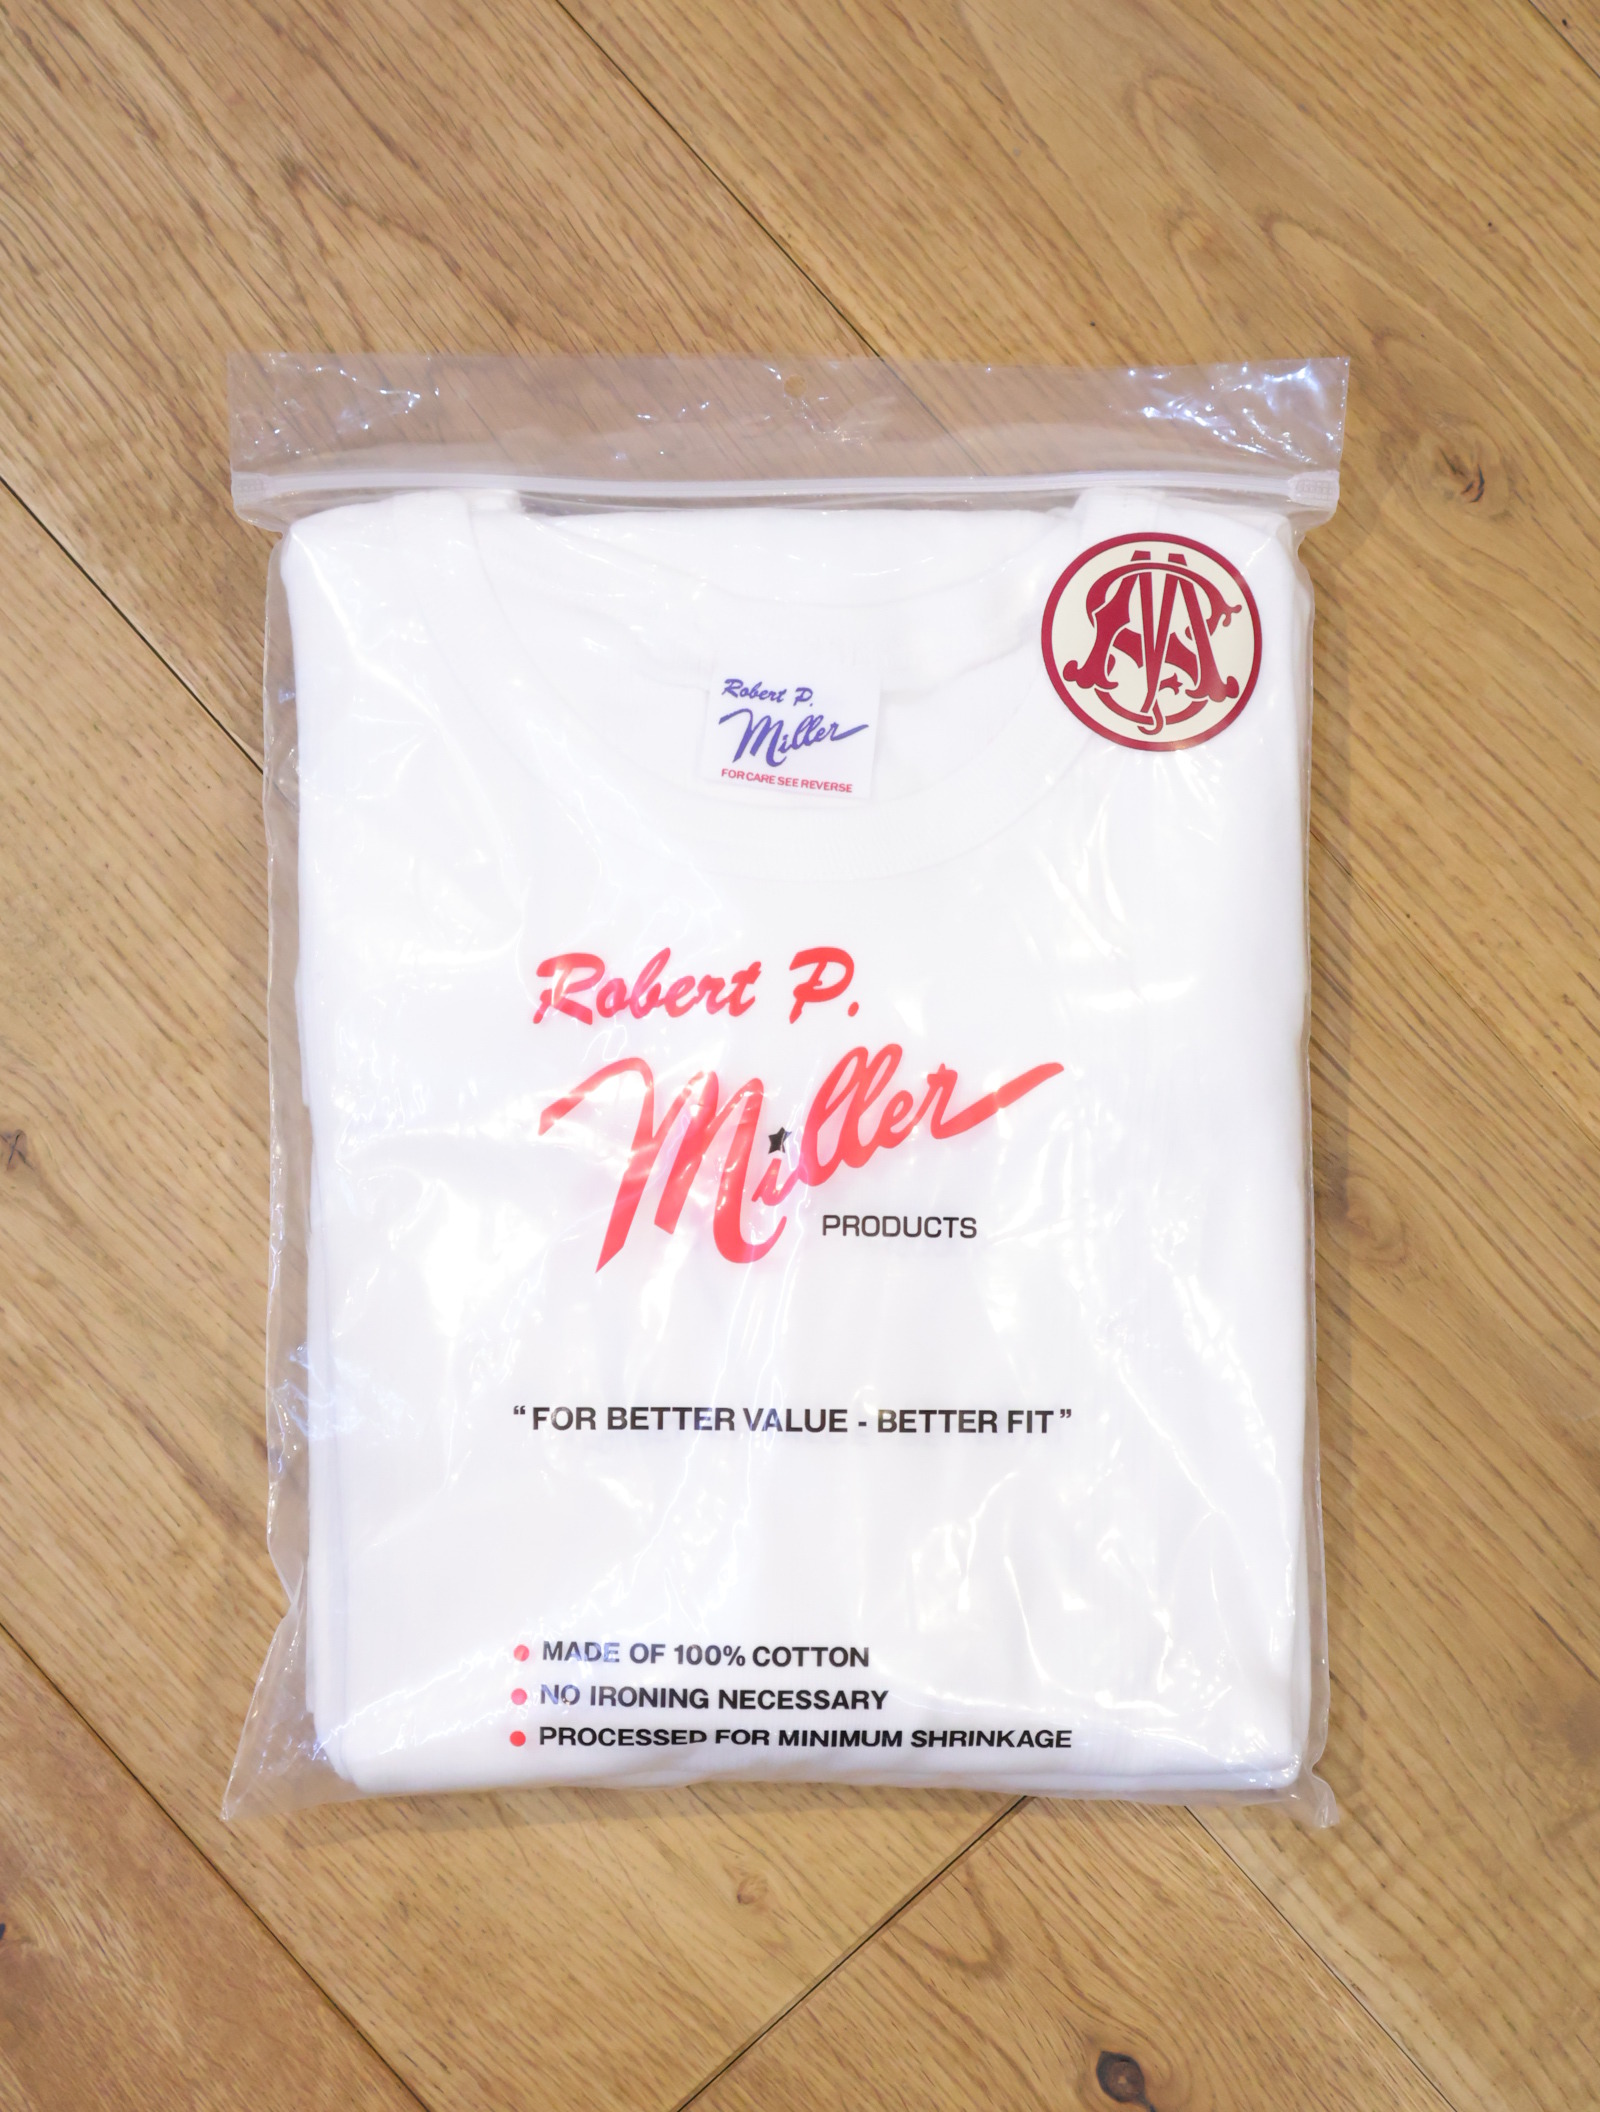 Robert P.
Miller
FOR CARE SEE REVERSE
Robert P.
Miller
PRODUCTS
“FOR BETTER VALUE - BETTER FIT”
● MADE OF 100% COTTON
● NO IRONING NECESSARY
● PROCESSED FOR MINIMUM SHRINKAGE